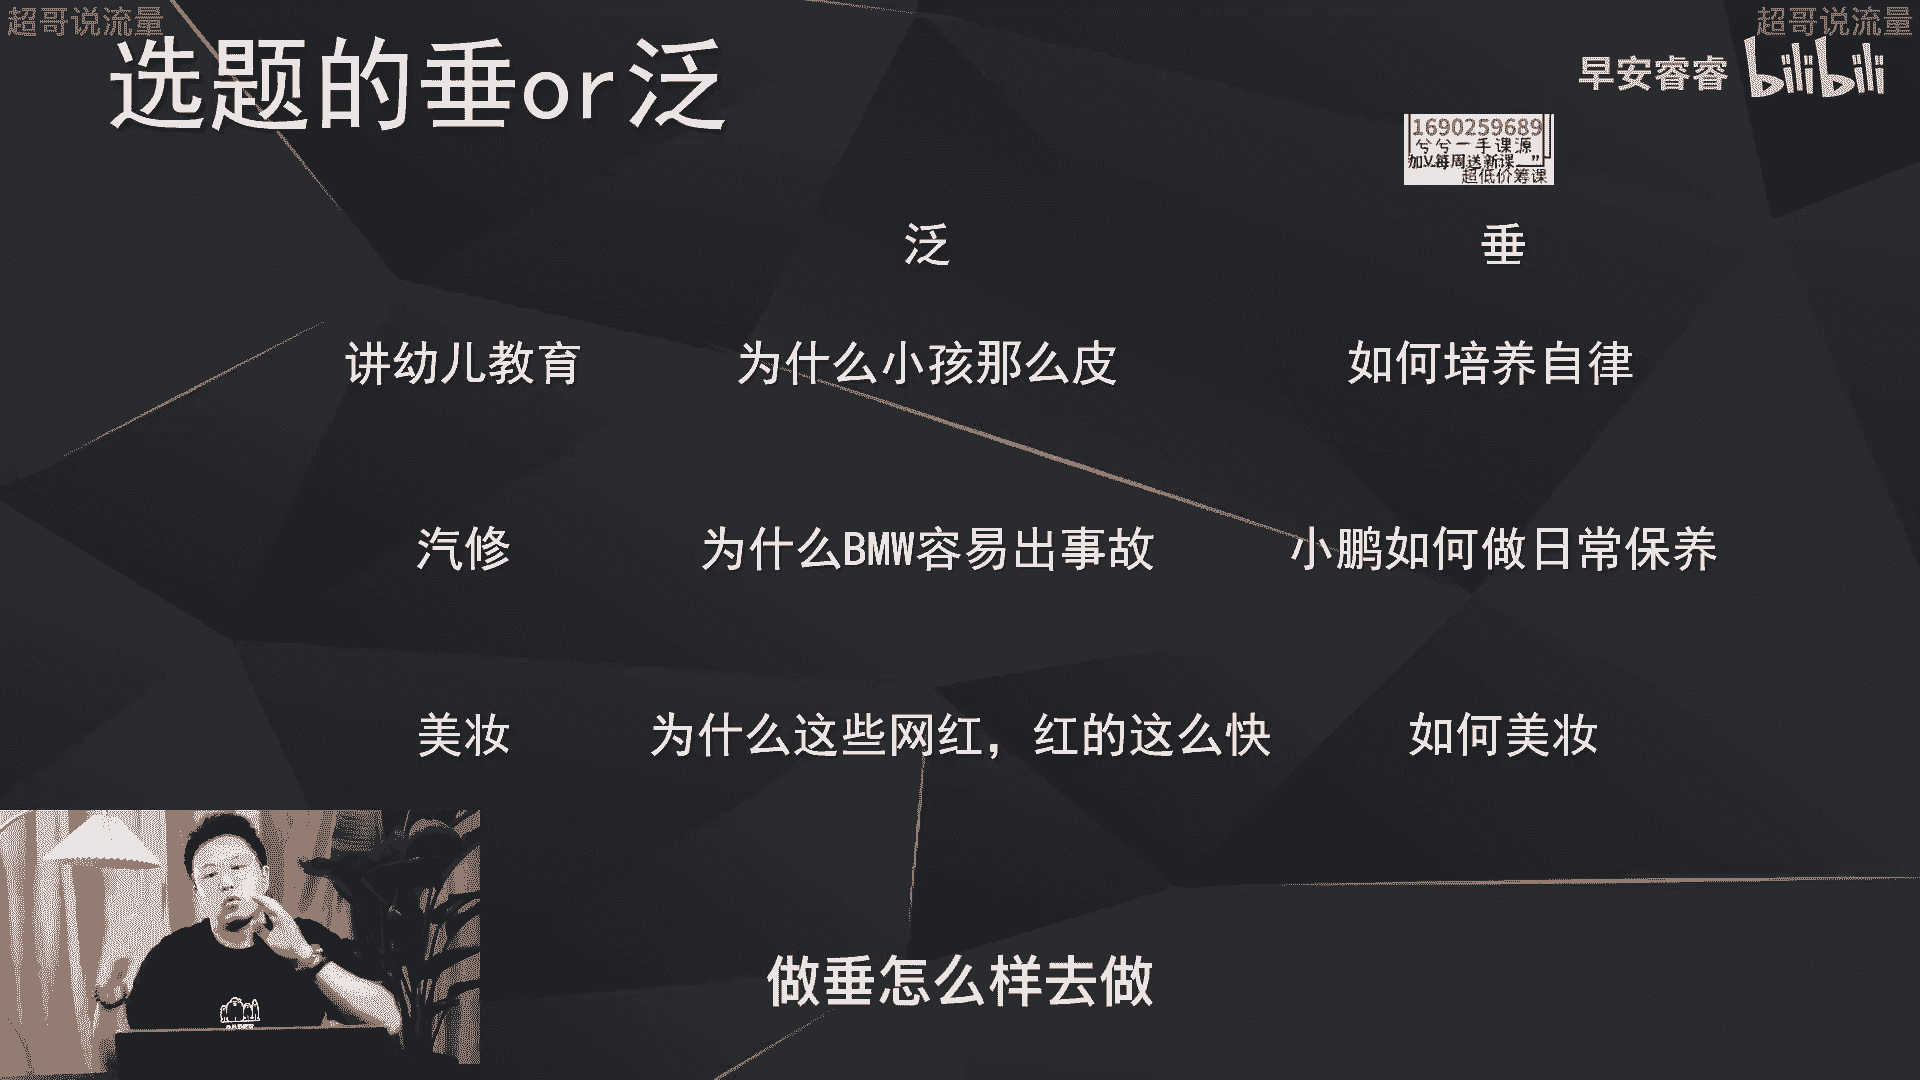 超哥说流量
超哥说流量
选题的垂or泛
早安睿睿 bilibili
1690259689
兮兮一手课源
加V每周送新课 ”
超低价筹课
泛 垂
讲幼儿教育 为什么小孩那么皮 如何培养自律
汽修 为什么BMW容易出事故 小鹏如何做日常保养
美妆 为什么这些网红，红的这么快 如何美妆
做垂怎么样去做